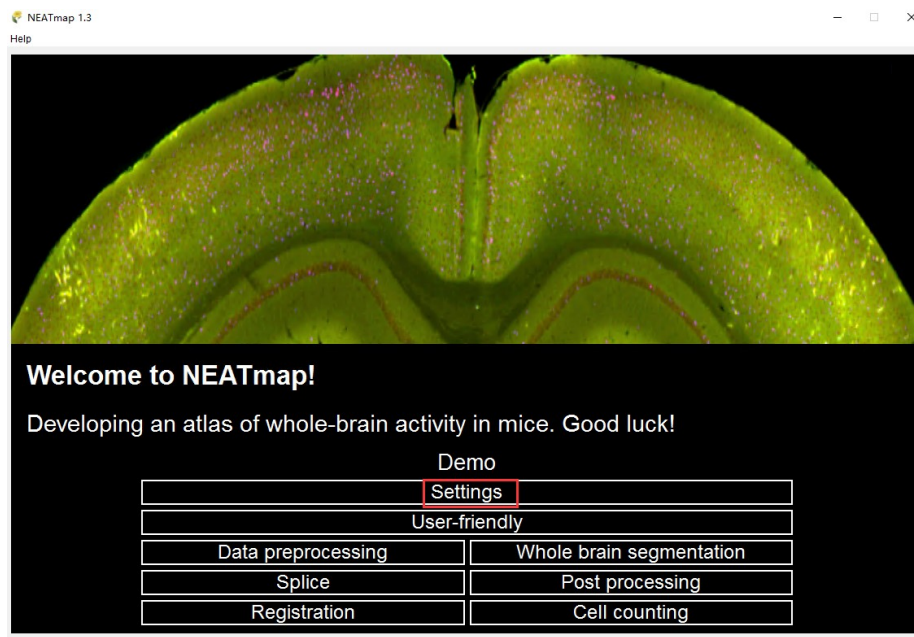 NEATmap 1.3
Help
Welcome to NEATmap!
Developing an atlas of whole-brain activity in mice. Good luck!
Demo
Settings
User-friendly
Data preprocessing
Whole brain segmentation
Splice
Post processing
Registration
Cell counting